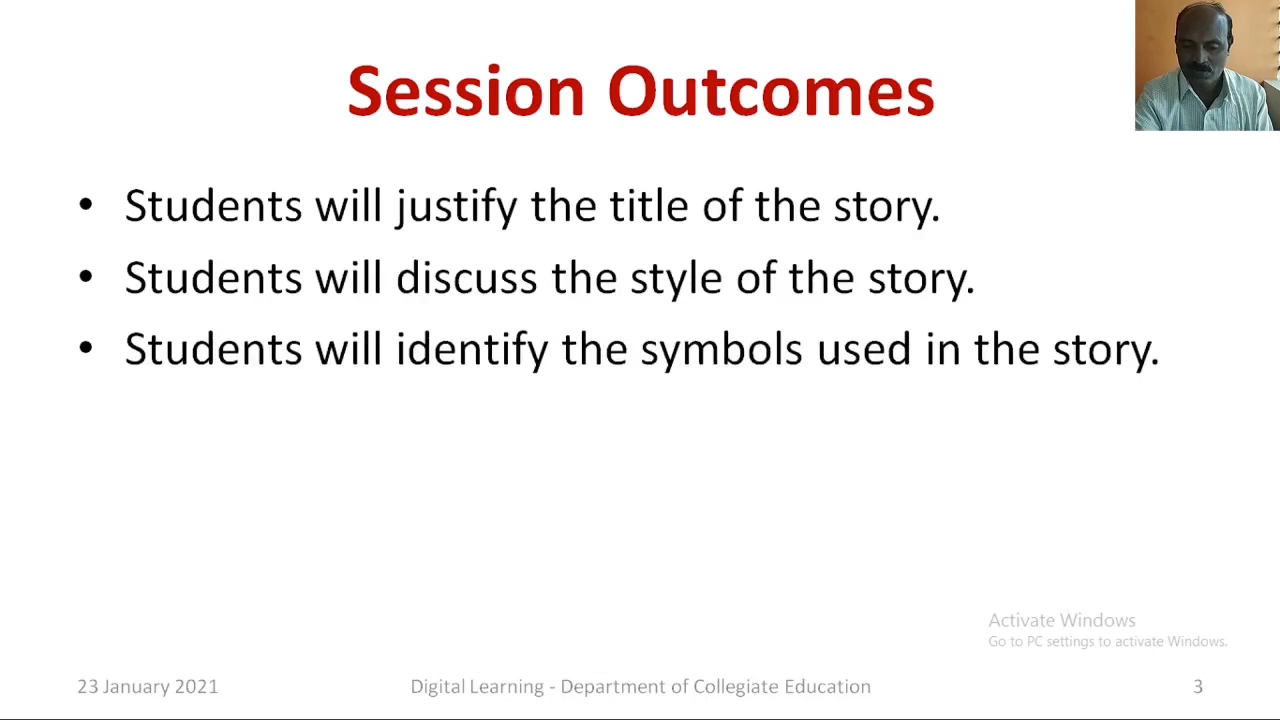 Session Outcomes
• Students will justify the title of the story.
• Students will discuss the style of the story.
• Students will identify the symbols used in the story.
Activate Windows
Go to PC settings to activate Windows.
23 January 2021
Digital Learning - Department of Collegiate Education
3